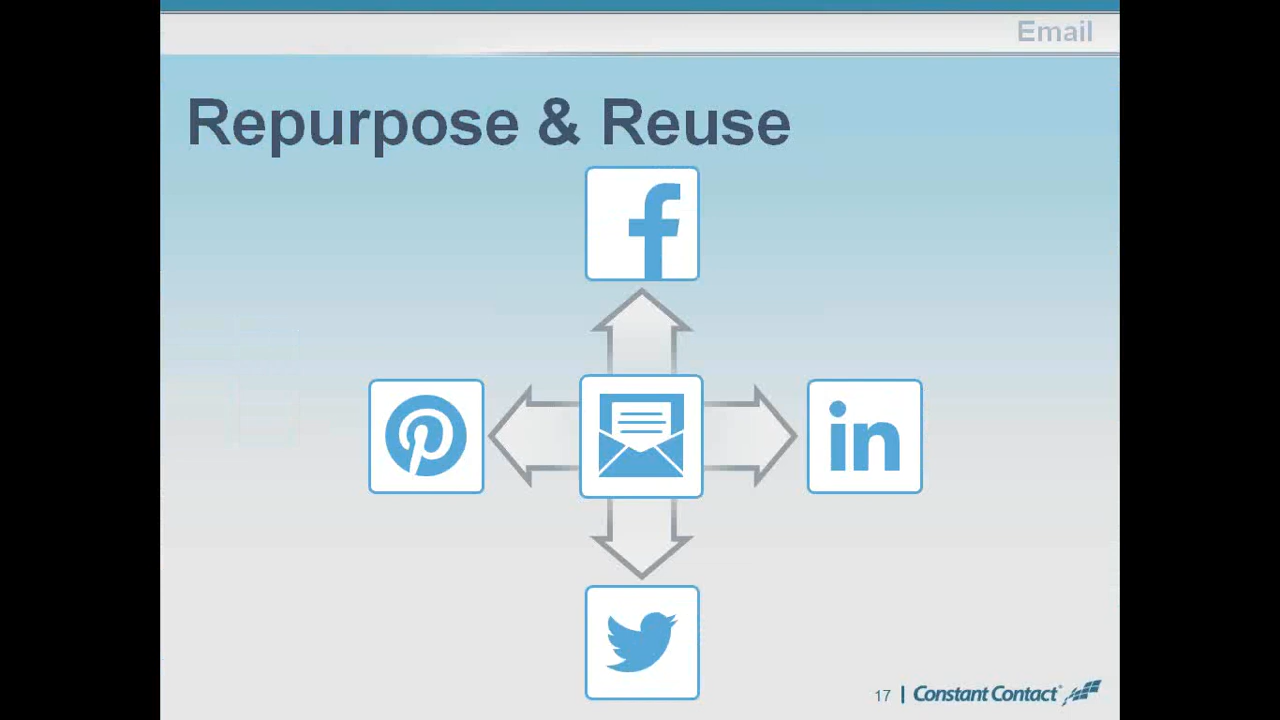 Email
Repurpose & Reuse
f
in
17 | Constant Contact